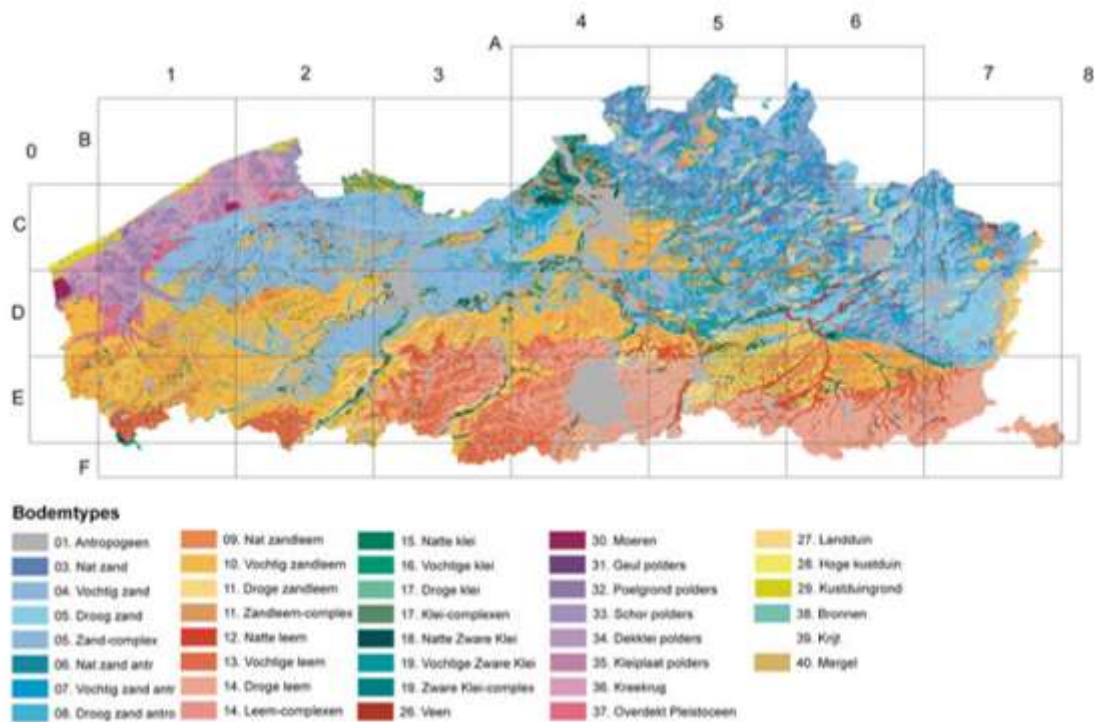 4
A 5 6
1 2 3 7 8
B
0
C
D
E
F
Bodemtypes
01. Antropogeen
03. Nat zand
04. Vochtig zand
05. Droog zand
05. Zand-complex
06. Nat zand antr
07. Vochtig zand antr
08. Droog zand antro
09. Nat zandleem
10. Vochtig zandleem
11. Droge zandleem
11. Zandleem-complex
12. Natte leem
13. Vochtige leem
14. Droge leem
14. Leem-complexen
15. Natte klei
16. Vochtige klei
17. Droge klei
17. Klei-complexen
18. Natte Zware Klei
19. Vochtige Zware Klei
19. Zware Klei-complex
26. Veen
30. Moeren
31. Geul polders
32. Poelgrond polders
33. Schor polders
34. Dekklei polders
35. Kleiplaat polders
36. Kreekrug
37. Overdekt Pleistoceen
27. Landduin
28. Hoge kustduin
29. Kustduingrond
38. Bronnen
39. Krijt
40. Mergel